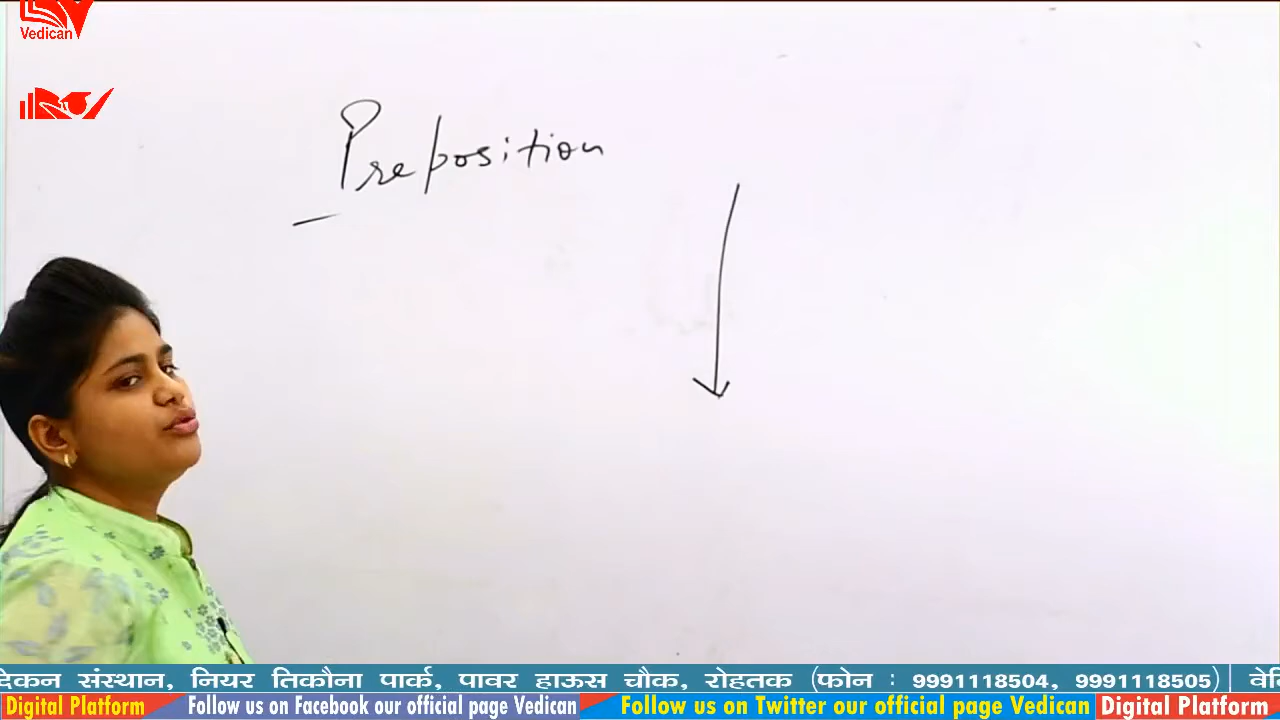 Vedican
Preposition
दिकन संस्थान, नियर तिकौना पार्क, पावर हाऊस चौक, रोहतक (फोन : 9991118504, 9991118505) | वे
Digital Platform Follow us on Facebook our official page Vedican Follow us on Twitter our official page Vedican Digital Platform